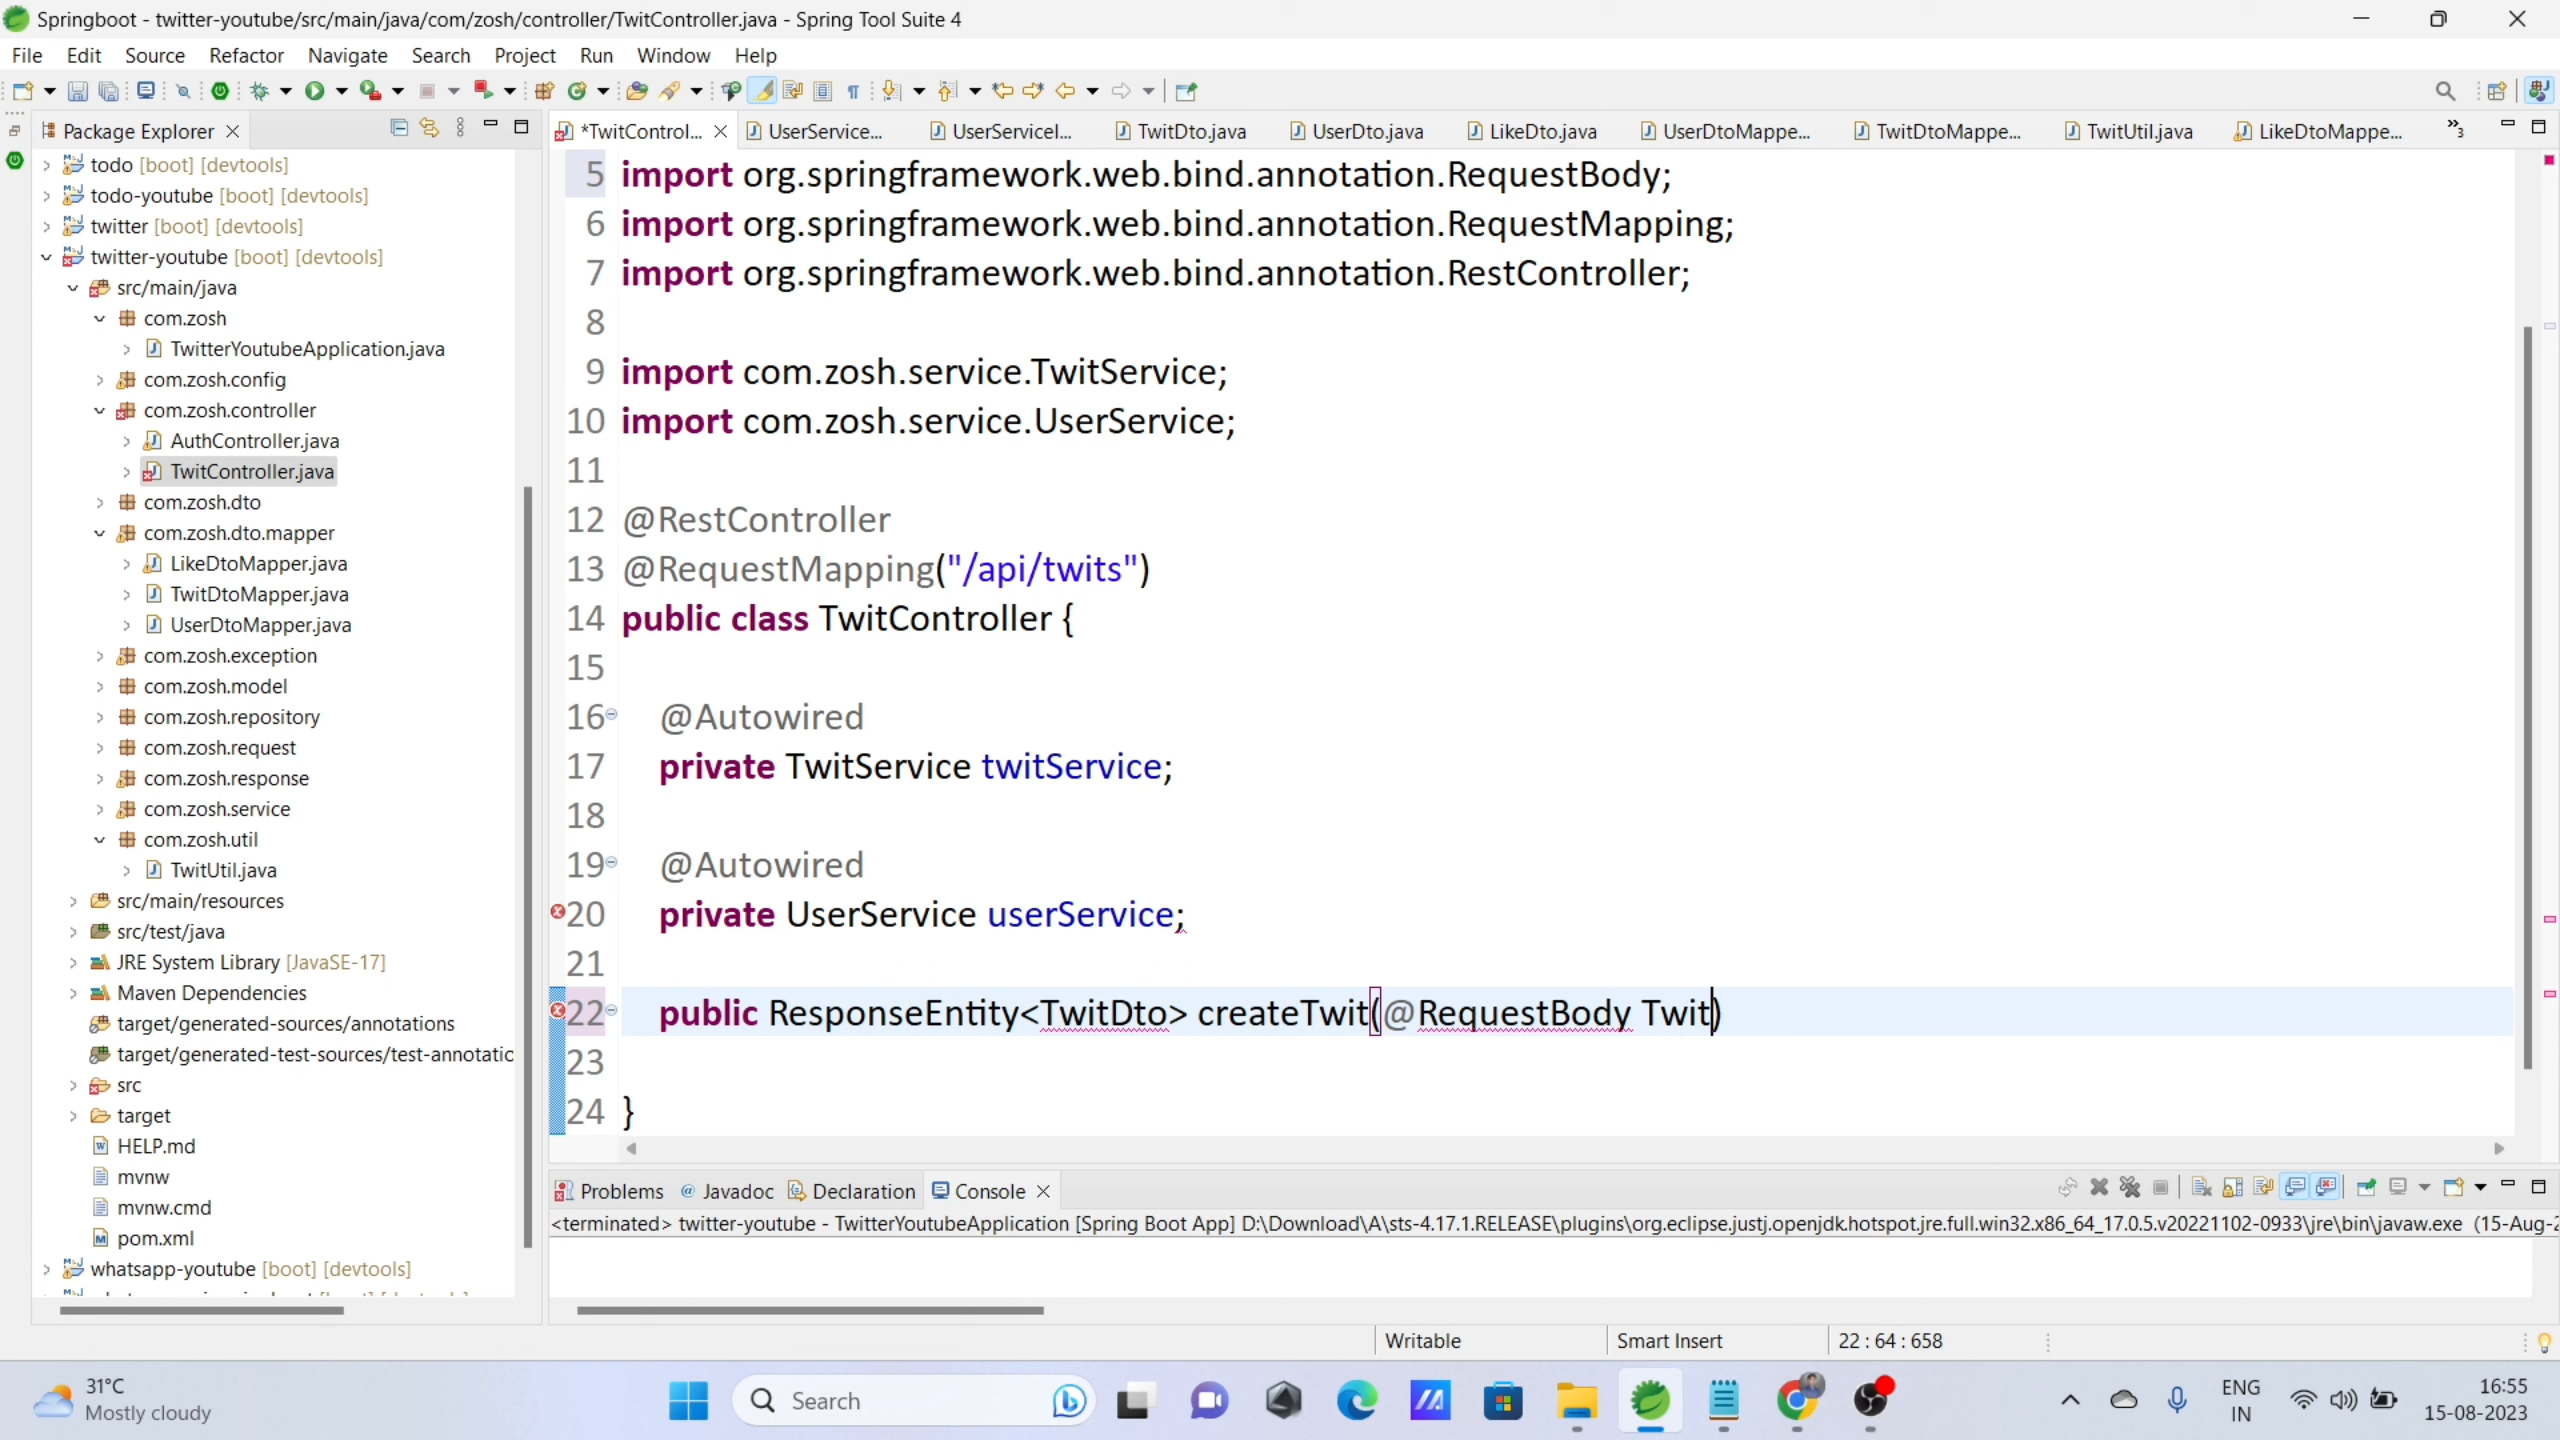 Springboot - twitter-youtube/src/main/java/com/zosh/controller/TwitController.java - Spring Tool Suite 4
File Edit Source Refactor Navigate Search Project Run Window Help
Package Explorer
*TwitControl... UserService... UserServiceI... TwitDto.java UserDto.java LikeDto.java UserDtoMappe... TwitDtoMappe... TwitUtil.java LikeDtoMappe... »3
todo [boot] [devtools]
todo-youtube [boot] [devtools]
twitter [boot] [devtools]
twitter-youtube [boot] [devtools]
src/main/java
com.zosh
TwitterYoutubeApplication.java
com.zosh.config
com.zosh.controller
AuthController.java
TwitController.java
com.zosh.dto
com.zosh.dto.mapper
LikeDtoMapper.java
TwitDtoMapper.java
UserDtoMapper.java
com.zosh.exception
com.zosh.model
com.zosh.repository
com.zosh.request
com.zosh.response
com.zosh.service
com.zosh.util
TwitUtil.java
src/main/resources
src/test/java
JRE System Library [JavaSE-17]
Maven Dependencies
target/generated-sources/annotations
target/generated-test-sources/test-annotatio
src
target
HELP.md
mvnw
mvnw.cmd
pom.xml
whatsapp-youtube [boot] [devtools]
5 import org.springframework.web.bind.annotation.RequestBody;
6 import org.springframework.web.bind.annotation.RequestMapping;
7 import org.springframework.web.bind.annotation.RestController;
8
9 import com.zosh.service.TwitService;
10 import com.zosh.service.UserService;
11
12 @RestController
13 @RequestMapping("/api/twits")
14 public class TwitController {
15
16 @Autowired
17 private TwitService twitService;
18
19 @Autowired
20 private UserService userService;
21
22 public ResponseEntity<TwitDto> createTwit(@RequestBody Twit)
23
24 }
Problems @ Javadoc Declaration Console
<terminated> twitter-youtube - TwitterYoutubeApplication [Spring Boot App] D:\Download\A\sts-4.17.1.RELEASE\plugins\org.eclipse.justj.openjdk.hotspot.jre.full.win32.x86_64_17.0.5.v20221102-0933\jre\bin\javaw.exe (15-Aug-2
Writable Smart Insert 22 : 64 : 658
31°C
Mostly cloudy
Search
ENG
IN
16:55
15-08-2023